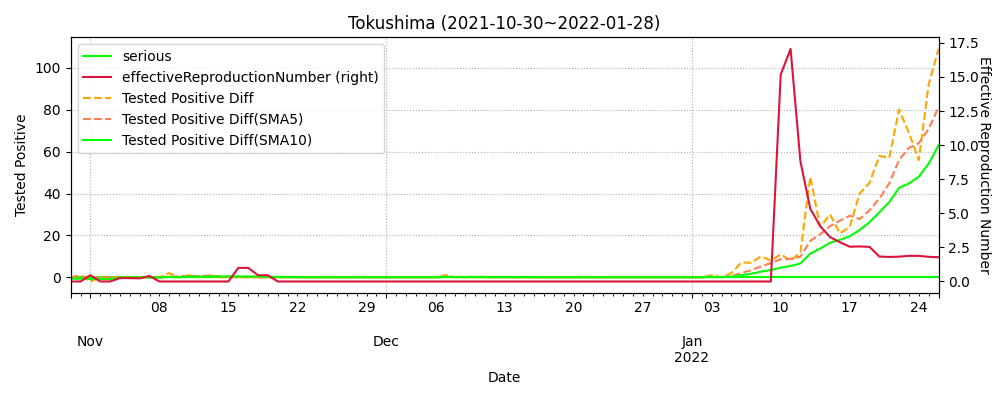 Tokushima (2021-10-30~2022-01-28)
serious
effectiveReproductionNumber (right)
Tested Positive Diff
Tested Positive Diff(SMA5)
Tested Positive Diff(SMA10)
Tested Positive
100
80
60
40
20
0
17.5
15.0
12.5
10.0
7.5
5.0
2.5
0.0
Effective Reproduction Number
08 15 22 29 06 13 20 27 03 10 17 24
Nov Dec Jan
2022
Date